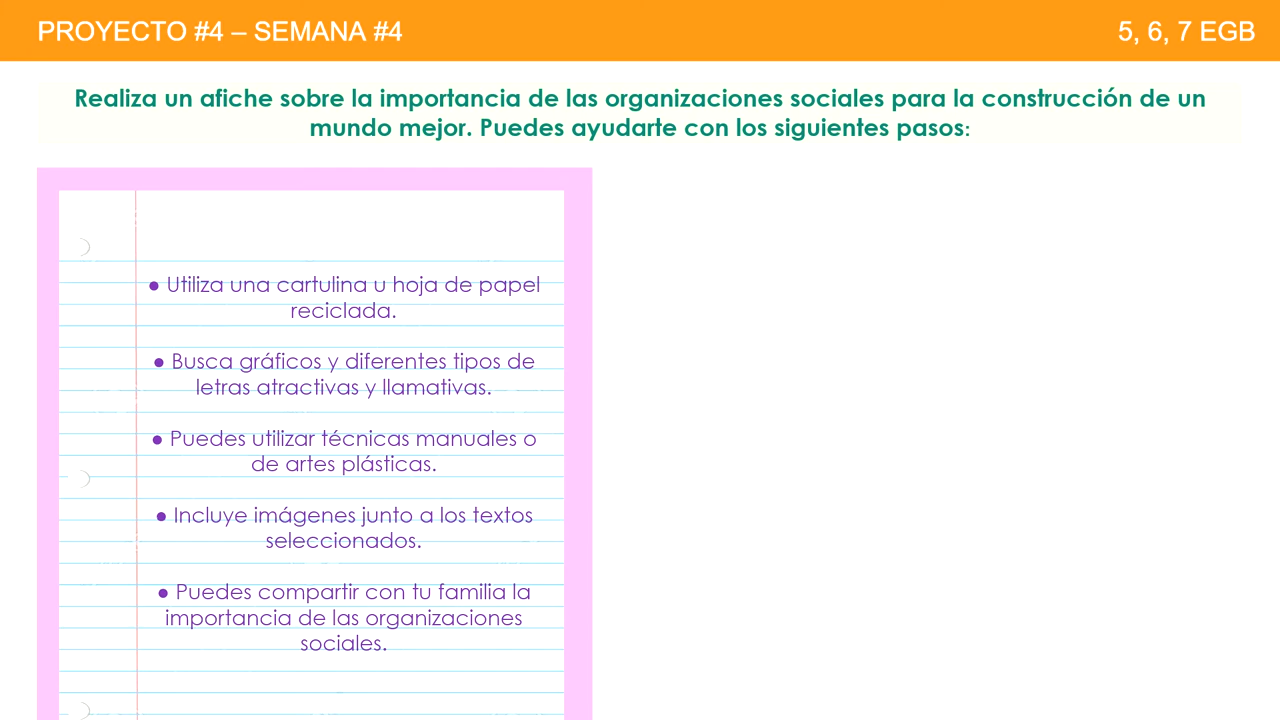 PROYECTO #4 – SEMANA #4
5, 6, 7 EGB
Realiza un afiche sobre la importancia de las organizaciones sociales para la construcción de un
mundo mejor. Puedes ayudarte con los siguientes pasos:
● Utiliza una cartulina u hoja de papel
reciclada.
● Busca gráficos y diferentes tipos de
letras atractivas y llamativas.
● Puedes utilizar técnicas manuales o
de artes plásticas.
● Incluye imágenes junto a los textos
seleccionados.
● Puedes compartir con tu familia la
importancia de las organizaciones
sociales.